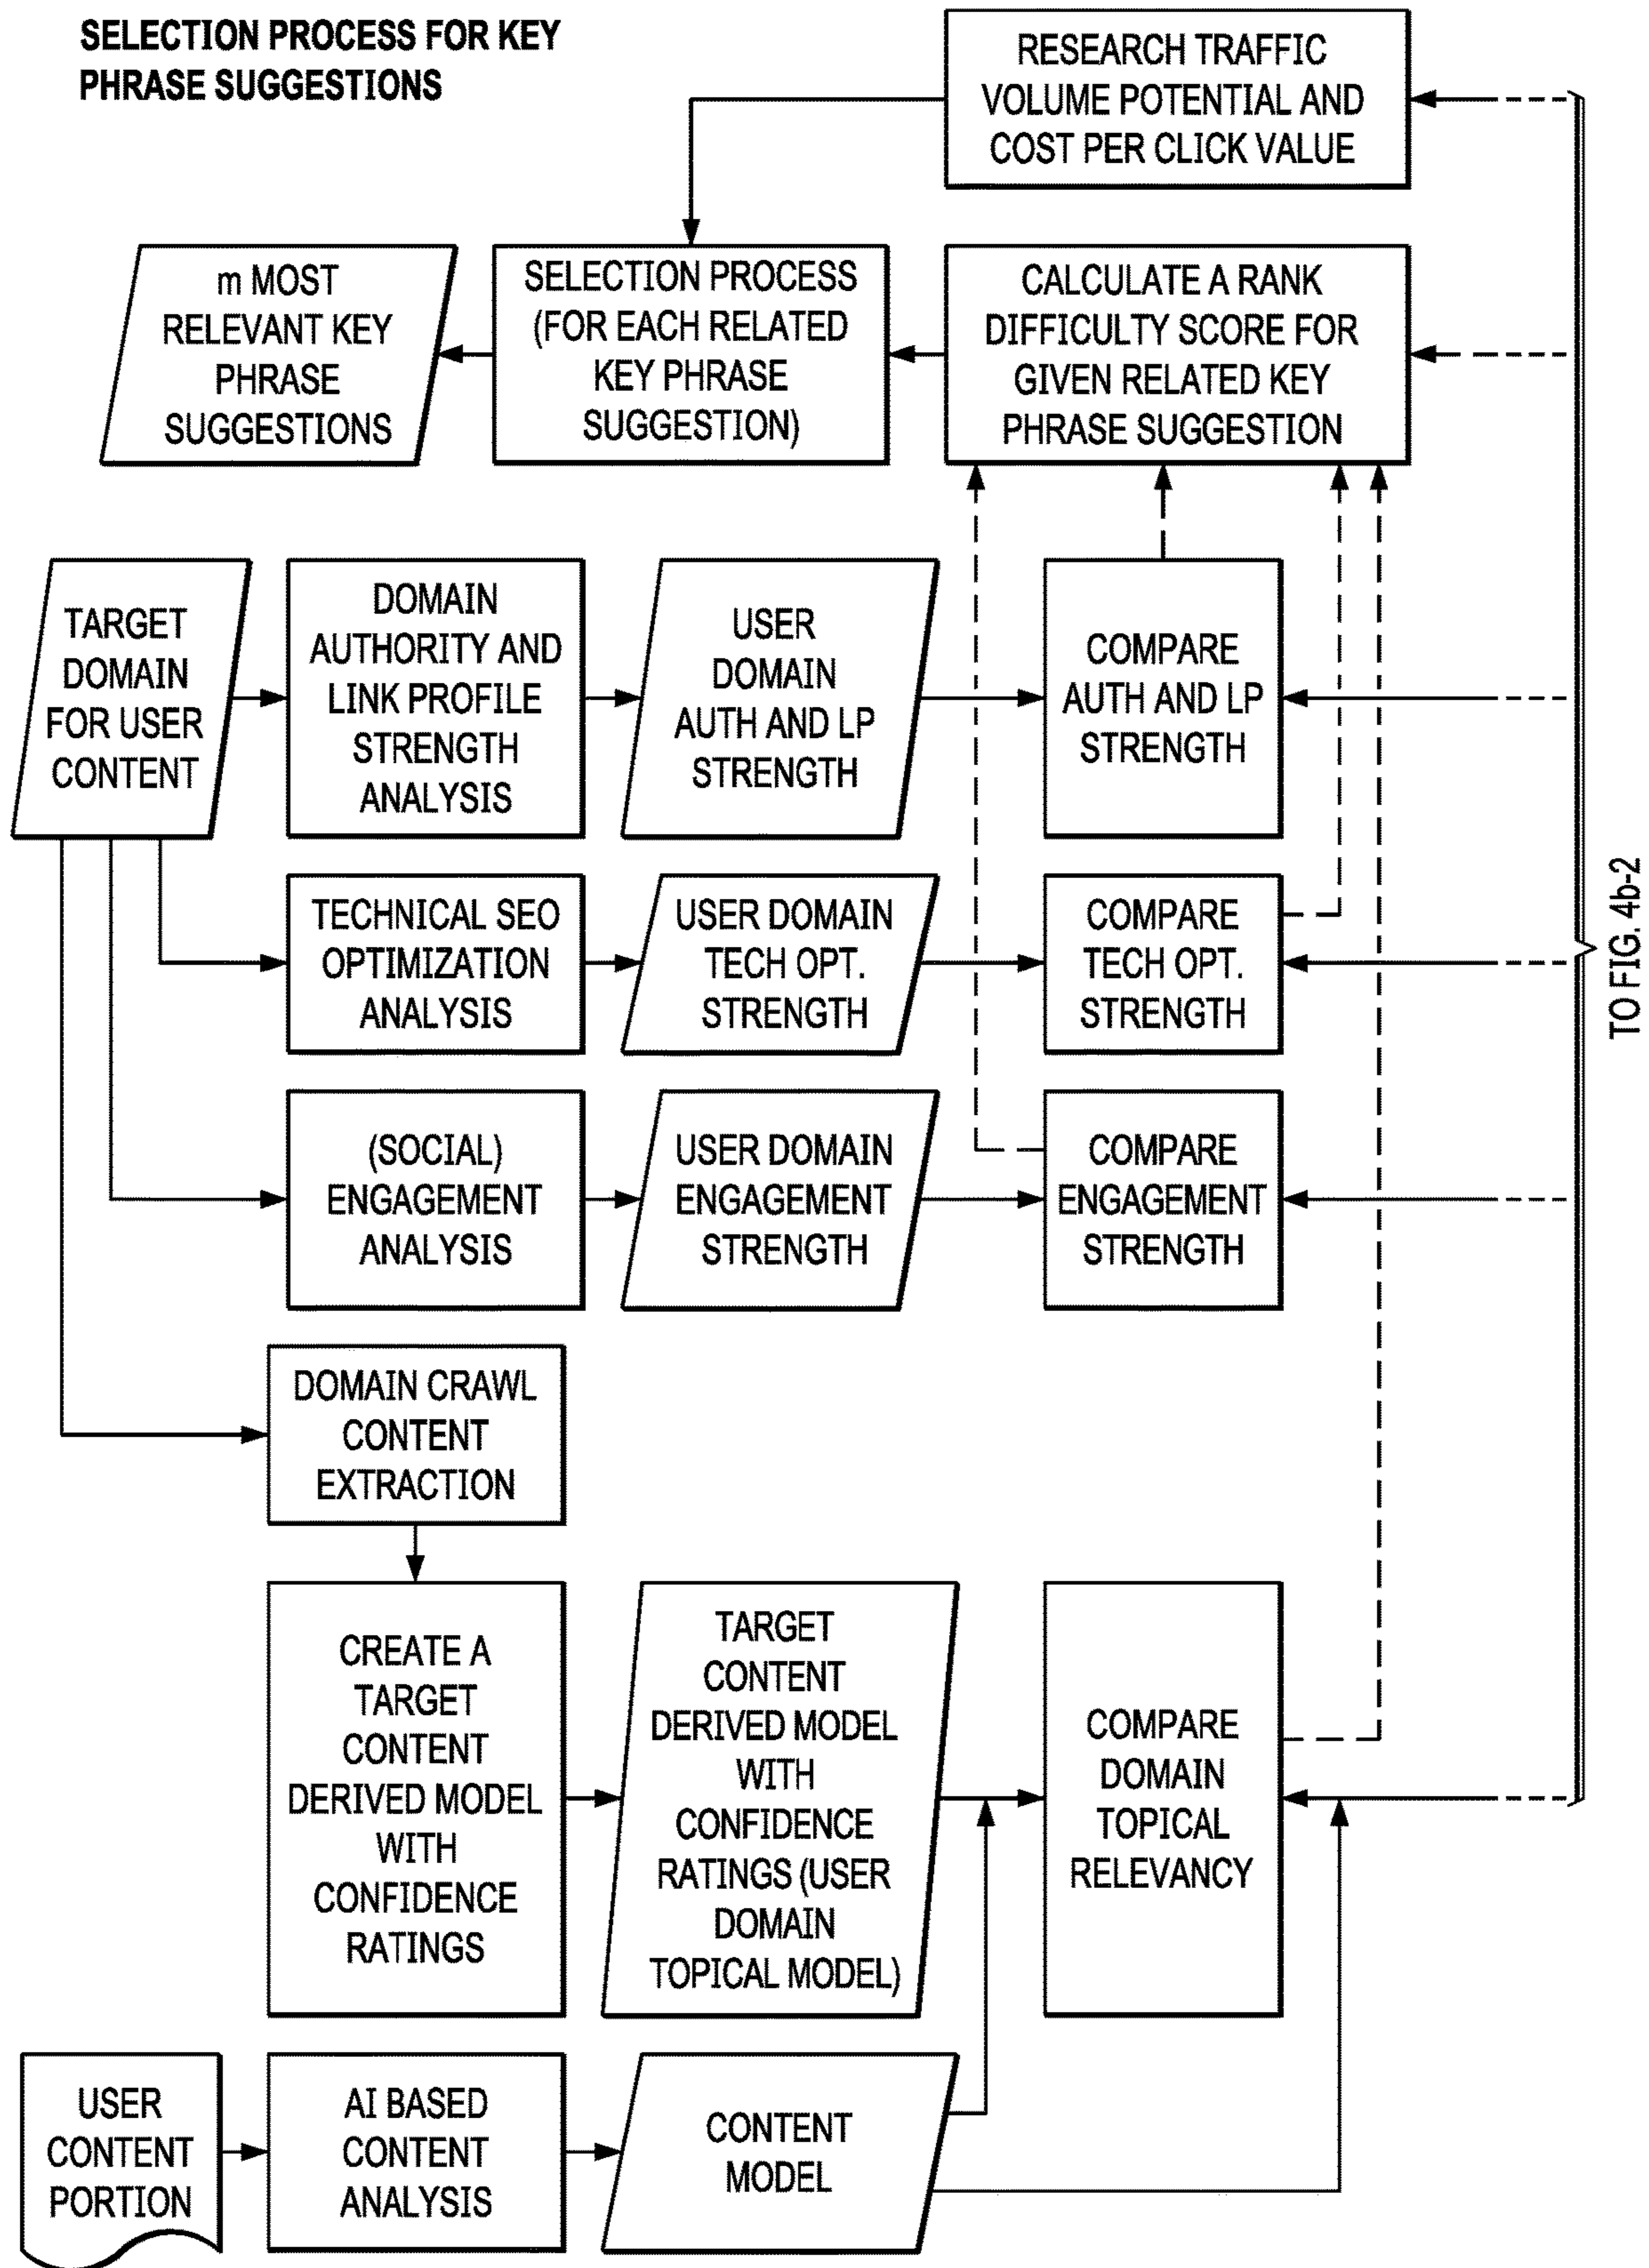 SELECTION PROCESS FOR KEY
PHRASE SUGGESTIONS
RESEARCH TRAFFIC
VOLUME POTENTIAL AND
COST PER CLICK VALUE
m MOST
RELEVANT KEY
PHRASE
SUGGESTIONS
SELECTION PROCESS
(FOR EACH RELATED
KEY PHRASE
SUGGESTION)
CALCULATE A RANK
DIFFICULTY SCORE FOR
GIVEN RELATED KEY
PHRASE SUGGESTION
TARGET
DOMAIN
FOR USER
CONTENT
DOMAIN
AUTHORITY AND
LINK PROFILE
STRENGTH
ANALYSIS
USER
DOMAIN
AUTH AND LP
STRENGTH
COMPARE
AUTH AND LP
STRENGTH
TECHNICAL SEO
OPTIMIZATION
ANALYSIS
USER DOMAIN
TECH OPT.
STRENGTH
COMPARE
TECH OPT.
STRENGTH
TO FIG. 4b-2
(SOCIAL)
ENGAGEMENT
ANALYSIS
USER DOMAIN
ENGAGEMENT
STRENGTH
COMPARE
ENGAGEMENT
STRENGTH
DOMAIN CRAWL
CONTENT
EXTRACTION
CREATE A
TARGET
CONTENT
DERIVED MODEL
WITH
CONFIDENCE
RATINGS
TARGET
CONTENT
DERIVED MODEL
WITH
CONFIDENCE
RATINGS (USER
DOMAIN
TOPICAL MODEL)
COMPARE
DOMAIN
TOPICAL
RELEVANCY
USER
CONTENT
PORTION
AI BASED
CONTENT
ANALYSIS
CONTENT
MODEL